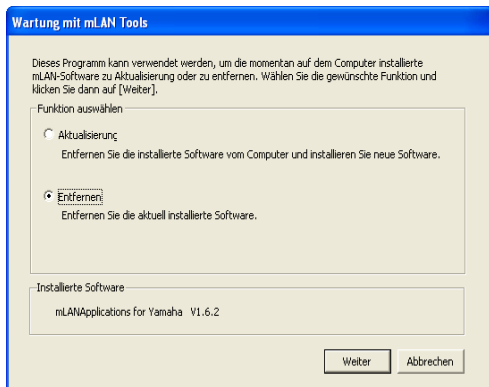 Wartung mit mLAN Tools
Dieses Programm kann verwendet werden, um die momentan auf dem Computer installierte
mLAN-Software zu Aktualisierung oder zu entfernen. Wählen Sie die gewünschte Funktion und
klicken Sie dann auf [Weiter].
Funktion auswählen
Aktualisierung
Entfernen Sie die installierte Software vom Computer und installieren Sie neue Software.
Entfernen
Entfernen Sie die aktuell installierte Software.
Installierte Software
mLANApplications for Yamaha V1.6.2
Weiter Abbrechen